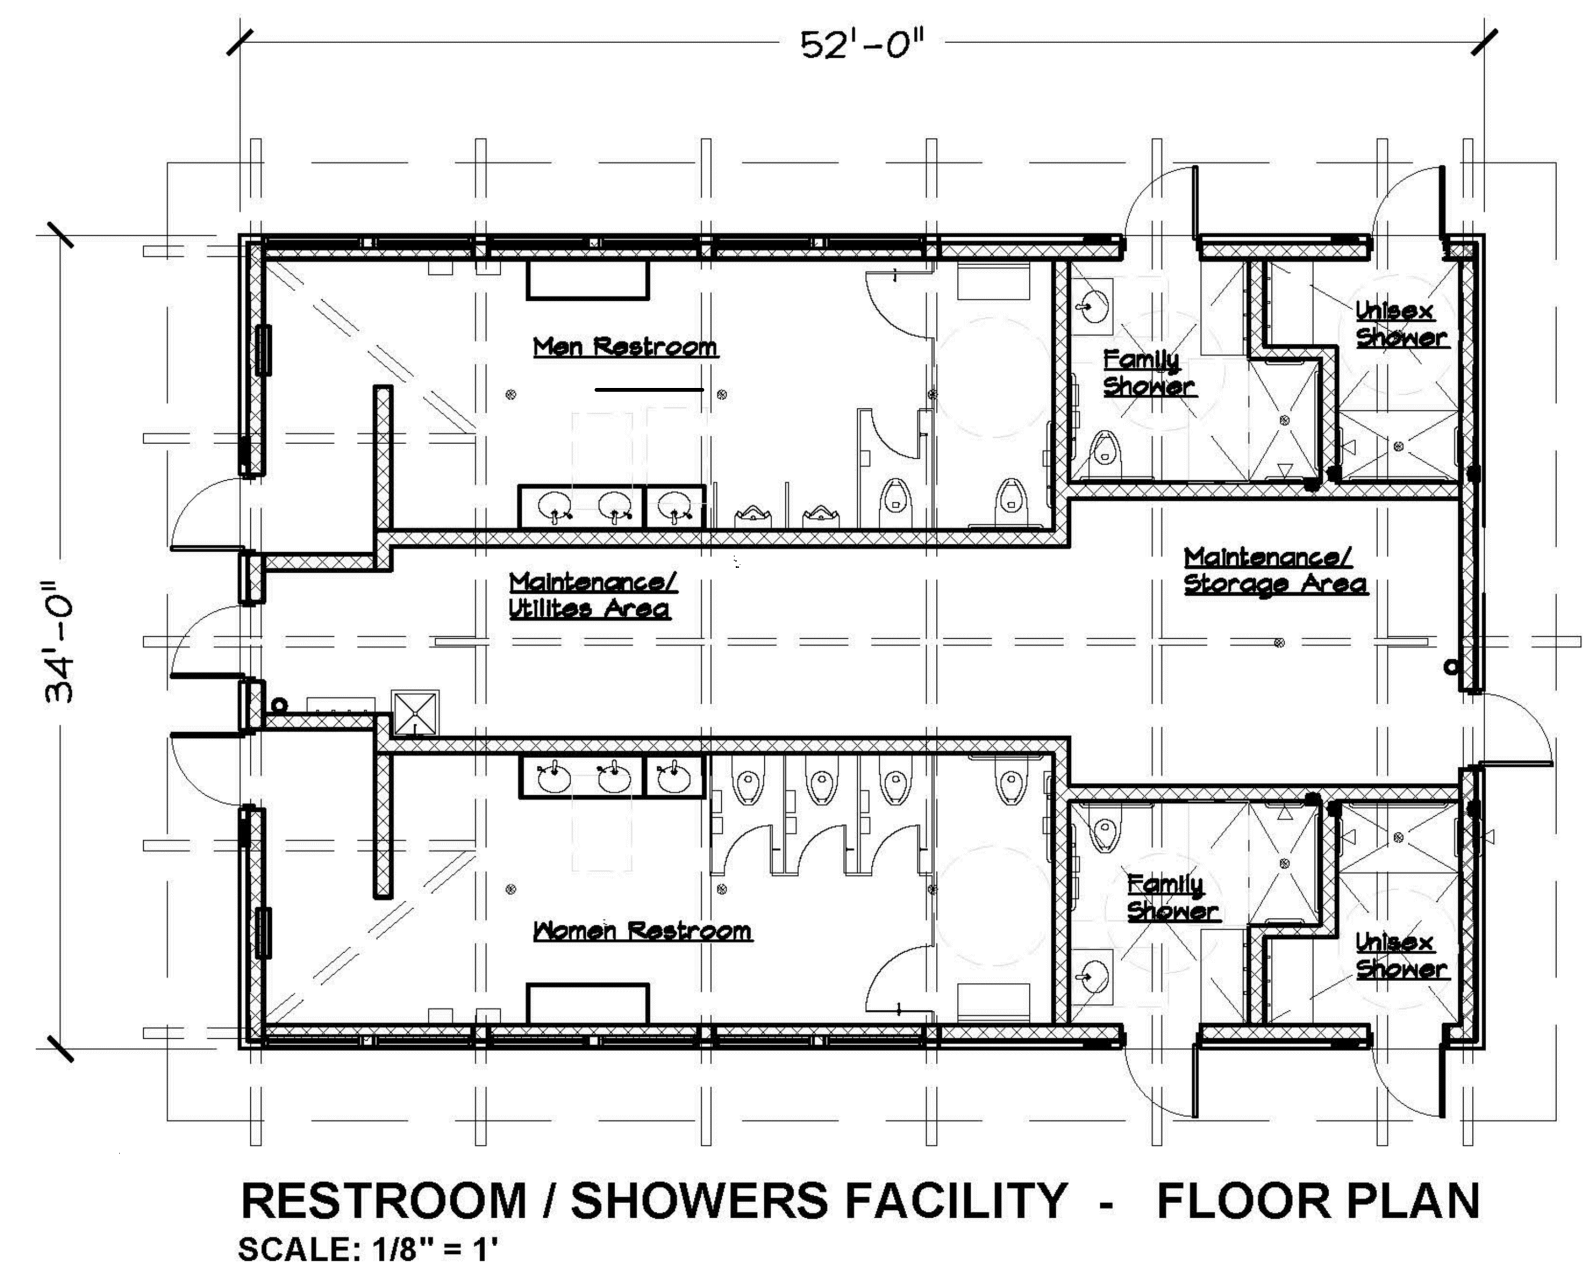 52'-0"
Men Restroom
Unisex
Shower
Family
Shower
Maintenance/
Utilites Area
Maintenance/
Storage Area
34'-0"
Women Restroom
Family
Shower
Unisex
Shower
RESTROOM / SHOWERS FACILITY - FLOOR PLAN
SCALE: 1/8" = 1'